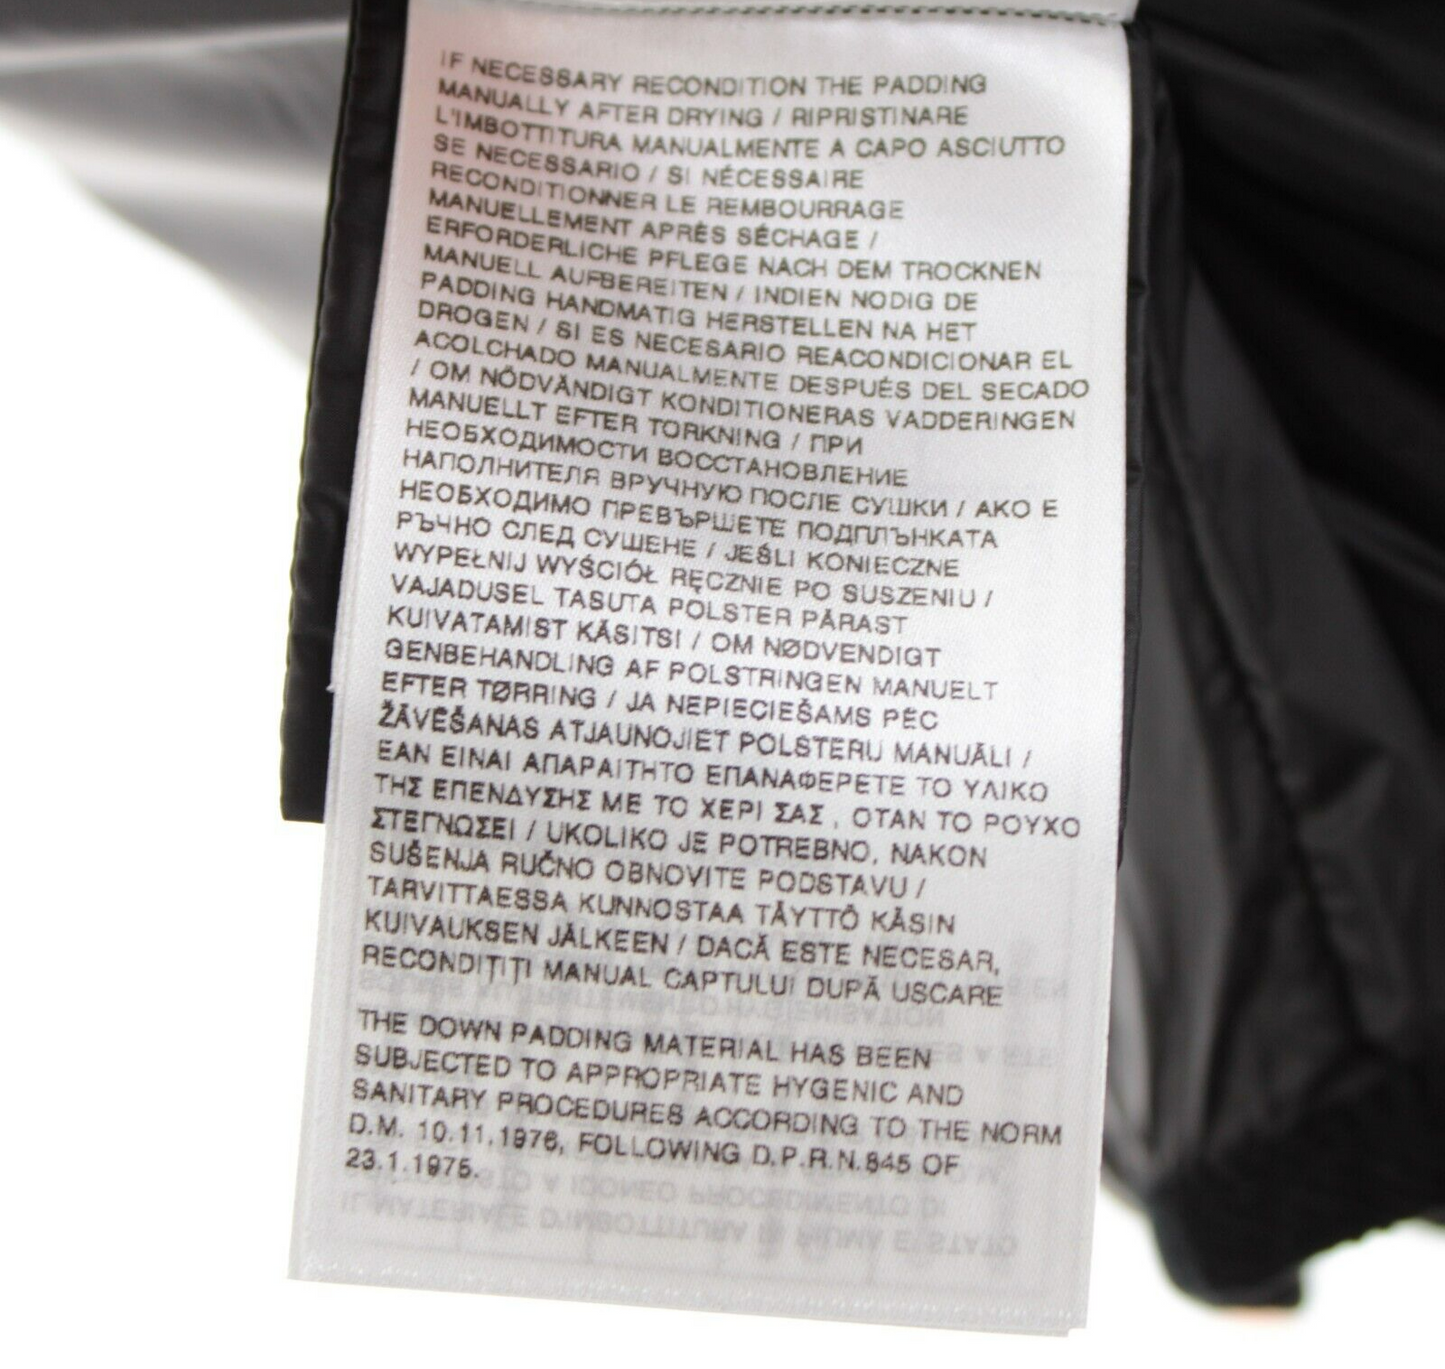 IF NECESSARY RECONDITION THE PADDING
MANUALLY AFTER DRYING / RIPRISTINARE
L'IMBOTTITURA MANUALMENTE A CAPO ASCIUTTO
SE NECESSARIO / SI NÉCESSAIRE
RECONDITIONNER LE REMBOURRAGE
MANUELLEMENT APRÈS SÉCHAGE /
ERFORDERLICHE PFLEGE NACH DEM TROCKNEN
MANUELL AUFBEREITEN / INDIEN NODIG DE
PADDING HANDMATIG HERSTELLEN NA HET
DROGEN / SI ES NECESARIO REACONDICIONAR EL
ACOLCHADO MANUALMENTE DESPUÉS DEL SECADO
/ OM NÖDVÄNDIGT KONDITIONERAS VADDERINGEN
MANUELLT EFTER TORKNING / ПРИ
НЕОБХОДИМОСТИ ВОССТАНОВЛЕНИЕ
НАПОЛНИТЕЛЯ ВРУЧНУЮ ПОСЛЕ СУШКИ / АКО Е
НЕОБХОДИМО ПРЕВЪРШЕТЕ ПОДПЛЪНКАТА
РЪЧНО СЛЕД СУШЕНЕ / JEŚLI KONIECZNE
WYPEŁNIJ WYŚCIÓŁ RĘCZNIE PO SUSZENIU /
VAJADUSEL TASUTA POLSTER PÄRAST
KUIVATAMIST KÄSITSI / OM NØDVENDIGT
GENBEHANDLING AF POLSTRINGEN MANUELT
EFTER TØRRING / JA NEPIECIEŠAMS PĒC
ŽĀVĒŠANAS ATJAUNOJIET POLSTERU MANUĀLI /
ΕΑΝ ΕΙΝΑΙ ΑΠΑΡΑΙΤΗΤΟ ΕΠΑΝΑΦΕΡΕΤΕ ΤΟ ΥΛΙΚΟ
ΤΗΣ ΕΠΕΝΔΥΣΗΣ ΜΕ ΤΟ ΧΕΡΙ ΣΑΣ , ΟΤΑΝ ΤΟ ΡΟΥΧΟ
ΣΤΕΓΝΩΣΕΙ / UKOLIKO JE POTREBNO, NAKON
SUŠENJA RUČNO OBNOVITE PODSTAVU /
TARVITTAESSA KUNNOSTAA TÄYTTÖ KÄSIN
KUIVAUKSEN JÄLKEEN / DACĂ ESTE NECESAR,
RECONDIȚIȚI MANUAL CAPTULUI DUPĂ USCARE
THE DOWN PADDING MATERIAL HAS BEEN
SUBJECTED TO APPROPRIATE HYGENIC AND
SANITARY PROCEDURES ACCORDING TO THE NORM
D.M. 10.11.1976, FOLLOWING D.P.R.N.845 OF
23.1.1975.